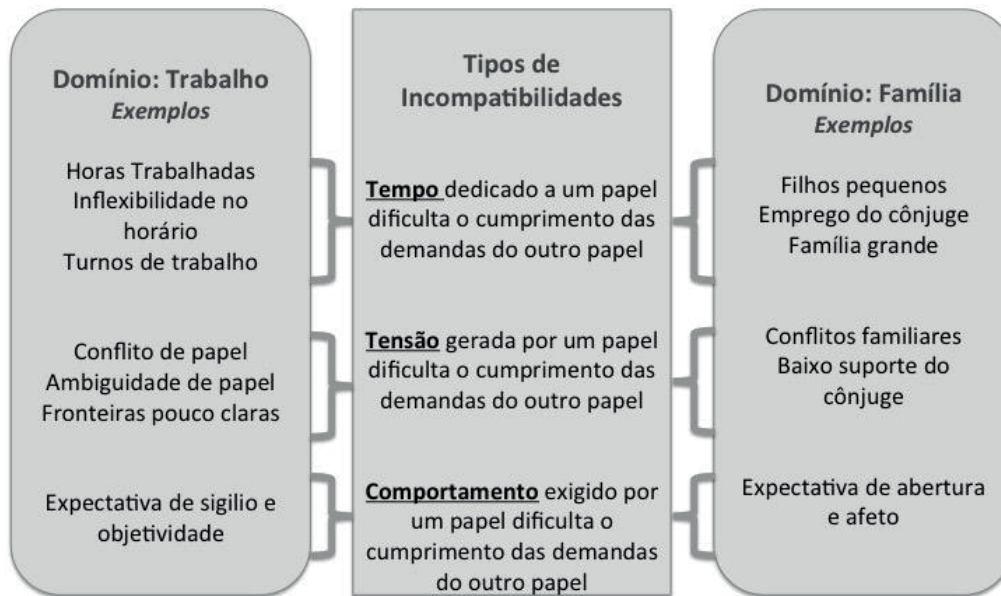 Domínio: Trabalho
Exemplos
Horas Trabalhadas
Inflexibilidade no
horário
Turnos de trabalho
Conflito de papel
Ambiguidade de papel
Fronteiras pouco claras
Expectativa de sigilio e
objetividade
Tipos de
Incompatibilidades
Tempo dedicado a um papel
dificulta o cumprimento das
demandas do outro papel
Tensão gerada por um papel
dificulta o cumprimento das
demandas do outro papel
Comportamento exigido por
um papel dificulta o
cumprimento das demandas
do outro papel
Domínio: Família
Exemplos
Filhos pequenos
Emprego do cônjuge
Família grande
Conflitos familiares
Baixo suporte do
cônjuge
Expectativa de abertura
e afeto